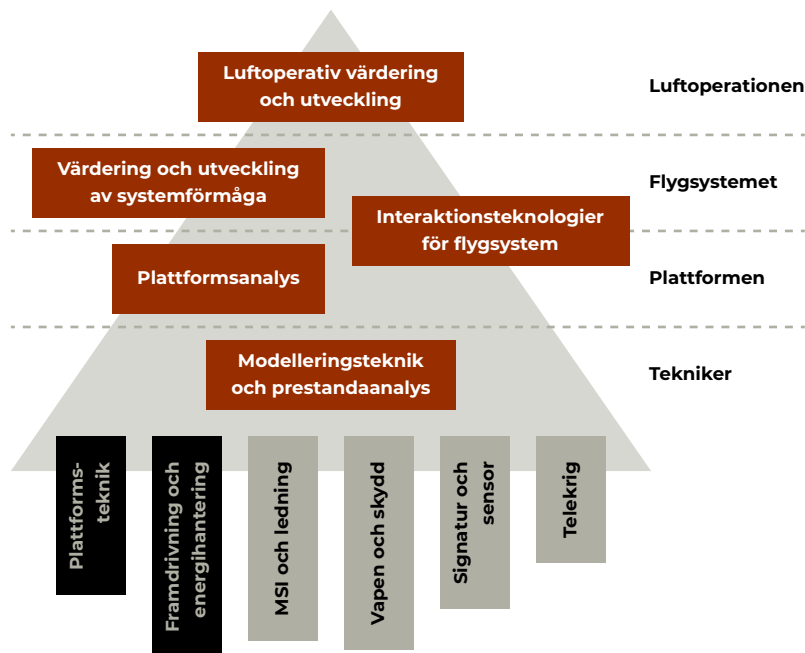 Luftoperativ värdering
och utveckling
Luftoperationen
Värdering och utveckling
av systemförmåga
Flygsystemet
Interaktionsteknologier
för flygsystem
Plattformsanalys
Plattformen
Modelleringsteknik
och prestandaanalys
Tekniker
Plattforms-
teknik
Framdrivning och
energihantering
MSI och ledning
Vapen och skydd
Signatur och
sensor
Telekrig